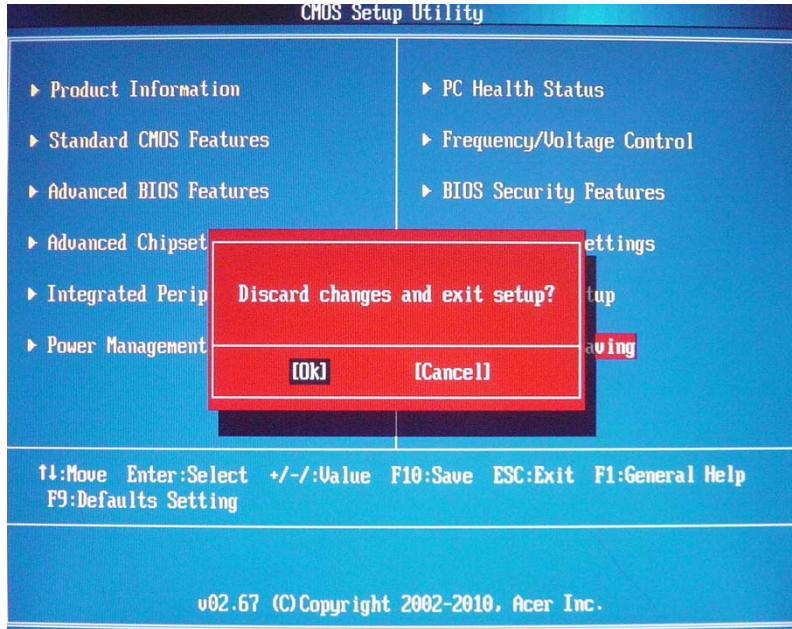 CMOS Setup Utility
Product Information
PC Health Status
Standard CMOS Features
Frequency/Voltage Control
Advanced BIOS Features
BIOS Security Features
Advanced Chipset
ettings
Integrated Perip
tup
Power Management
aving
Discard changes and exit setup?
[Ok] [Cancel]
↑↓:Move Enter:Select +/-/:Value F10:Save ESC:Exit F1:General Help
F9:Defaults Setting
v02.67 (C)Copyright 2002-2010, Acer Inc.